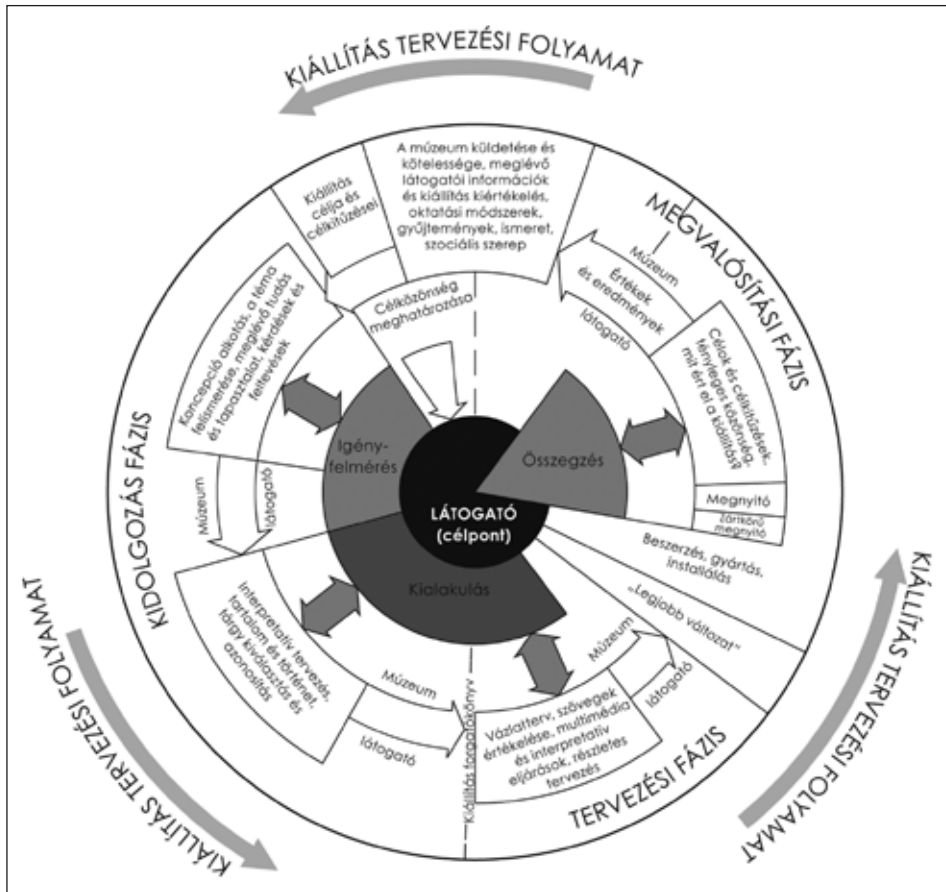 KIÁLLÍTÁS TERVEZÉSI FOLYAMAT
A múzeum küldetése és
kötelessége, meglévő
látogatói információk
és kiállítás kiértékelés,
oktatási módszerek,
gyűjtemények, ismeret,
szociális szerep
Kiállítás
célja és
célkitűzései
Célközönség
meghatározása
Koncepció alkotás, a téma
felismerése, meglévő tudás
és tapasztalat, kérdések és
feltevések
Igény-
felmérés
KIDOLGOZÁS FÁZIS
Múzeum
látogató
Interpretatív tervezés,
tartalom és történet,
tárgy kiválasztás és
azonosítás
Kialakulás
Múzeum
látogató
KIÁLLÍTÁS TERVEZÉSI FOLYAMAT
LÁTOGATÓ
(célpont)
Kiállítás forgatókönyv
Vázlatterv, szövegek
értékelése, multimédia
és interpretatív
eljárások, részletes
tervezés
Múzeum
látogató
TERVEZÉSI FÁZIS
„Legjobb változat"
Beszerzés, gyártás,
installálás
Zártkörű
megnyitó
Megnyitó
Célok és célkitűzések,
tényleges közönség,
mit ért el a kiállítás?
Összegzés
Múzeum
Értékek
és eredmények
látogató
MEGVALÓSÍTÁSI FÁZIS
KIÁLLÍTÁS TERVEZÉSI FOLYAMAT